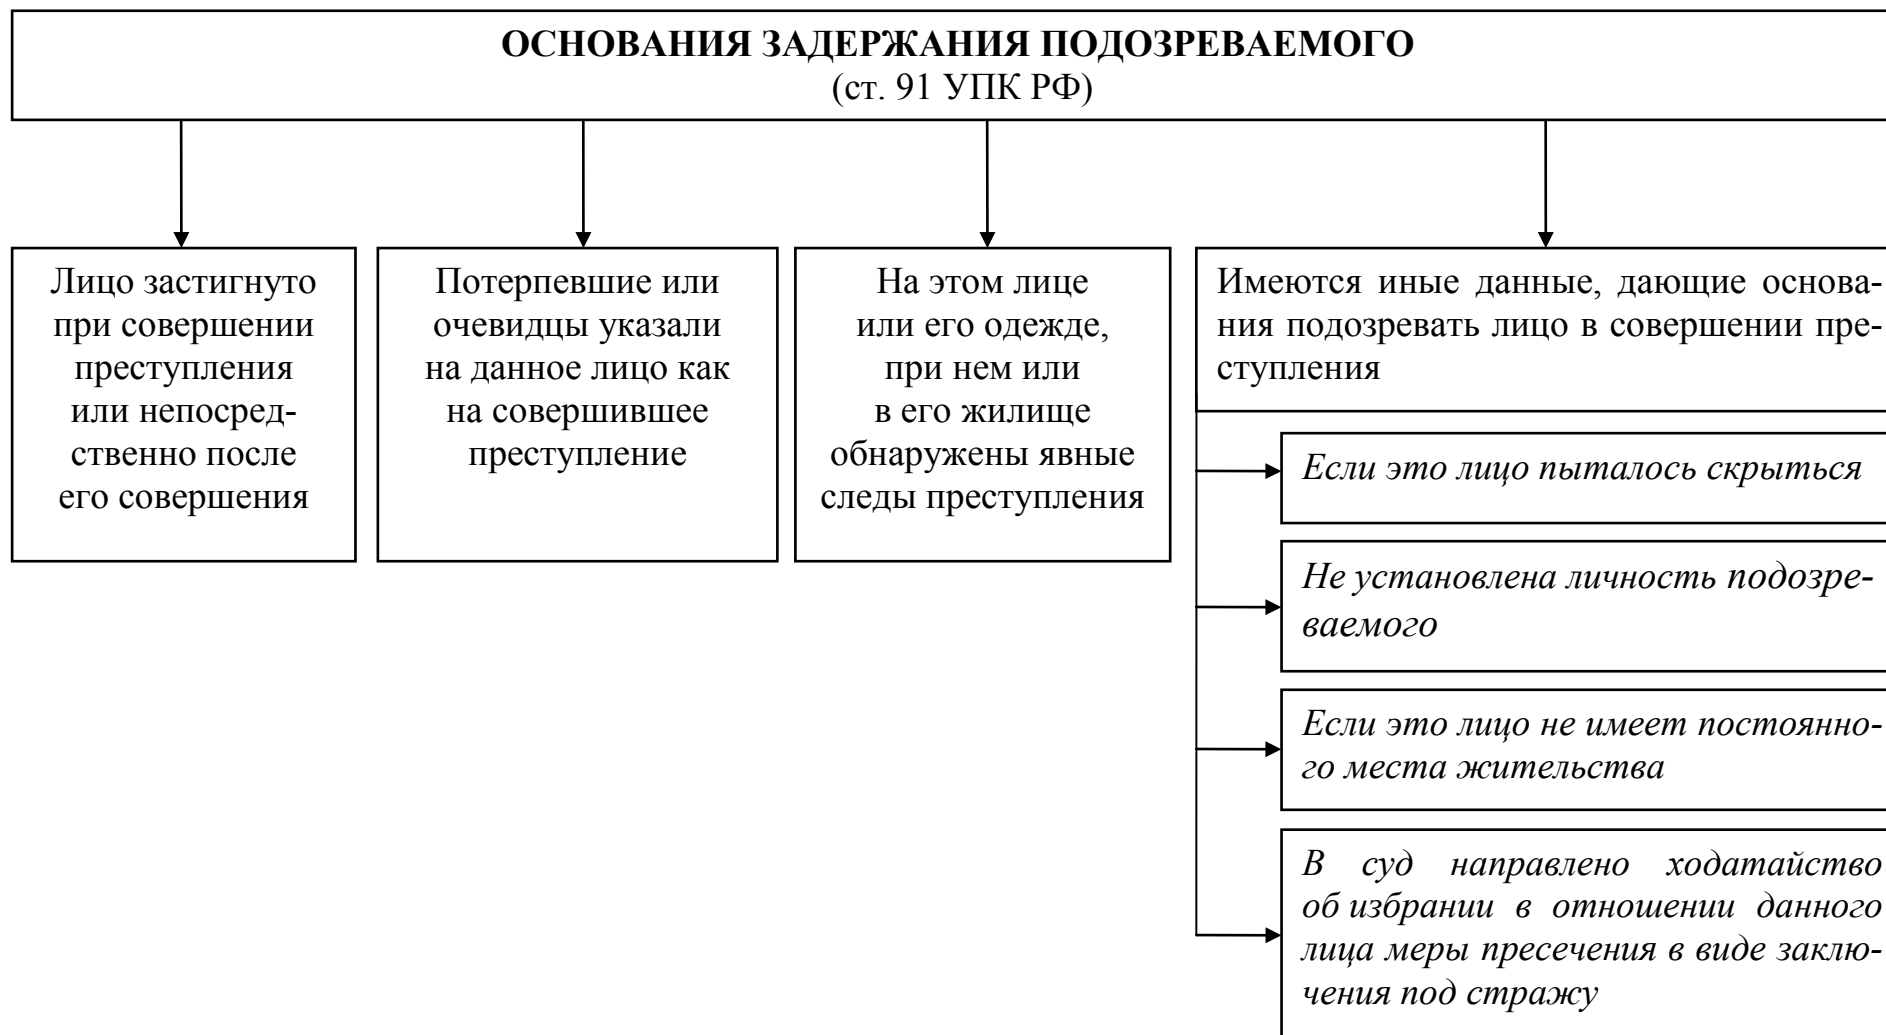 ОСНОВАНИЯ ЗАДЕРЖАНИЯ ПОДОЗРЕВАЕМОГО
(ст. 91 УПК РФ)
Лицо застигнуто
при совершении
преступления
или непосред-
ственно после
его совершения
Потерпевшие или
очевидцы указали
на данное лицо как
на совершившее
преступление
На этом лице
или его одежде,
при нем или
в его жилище
обнаружены явные
следы преступления
Имеются иные данные, дающие основа-
ния подозревать лицо в совершении пре-
ступления
Если это лицо пыталось скрыться
Не установлена личность подозре-
ваемого
Если это лицо не имеет постоянно-
го места жительства
В суд направлено ходатайство
об избрании в отношении данного
лица меры пресечения в виде заклю-
чения под стражу